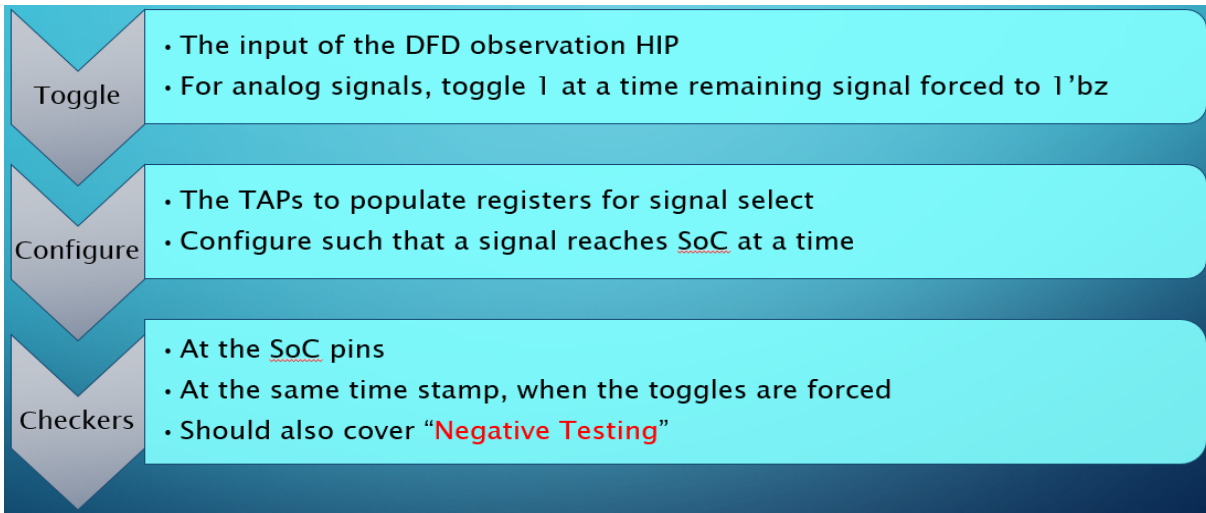 Toggle
• The input of the DFD observation HIP
• For analog signals, toggle 1 at a time remaining signal forced to 1’bz
Configure
• The TAPs to populate registers for signal select
• Configure such that a signal reaches SoC at a time
Checkers
• At the SoC pins
• At the same time stamp, when the toggles are forced
• Should also cover “Negative Testing”